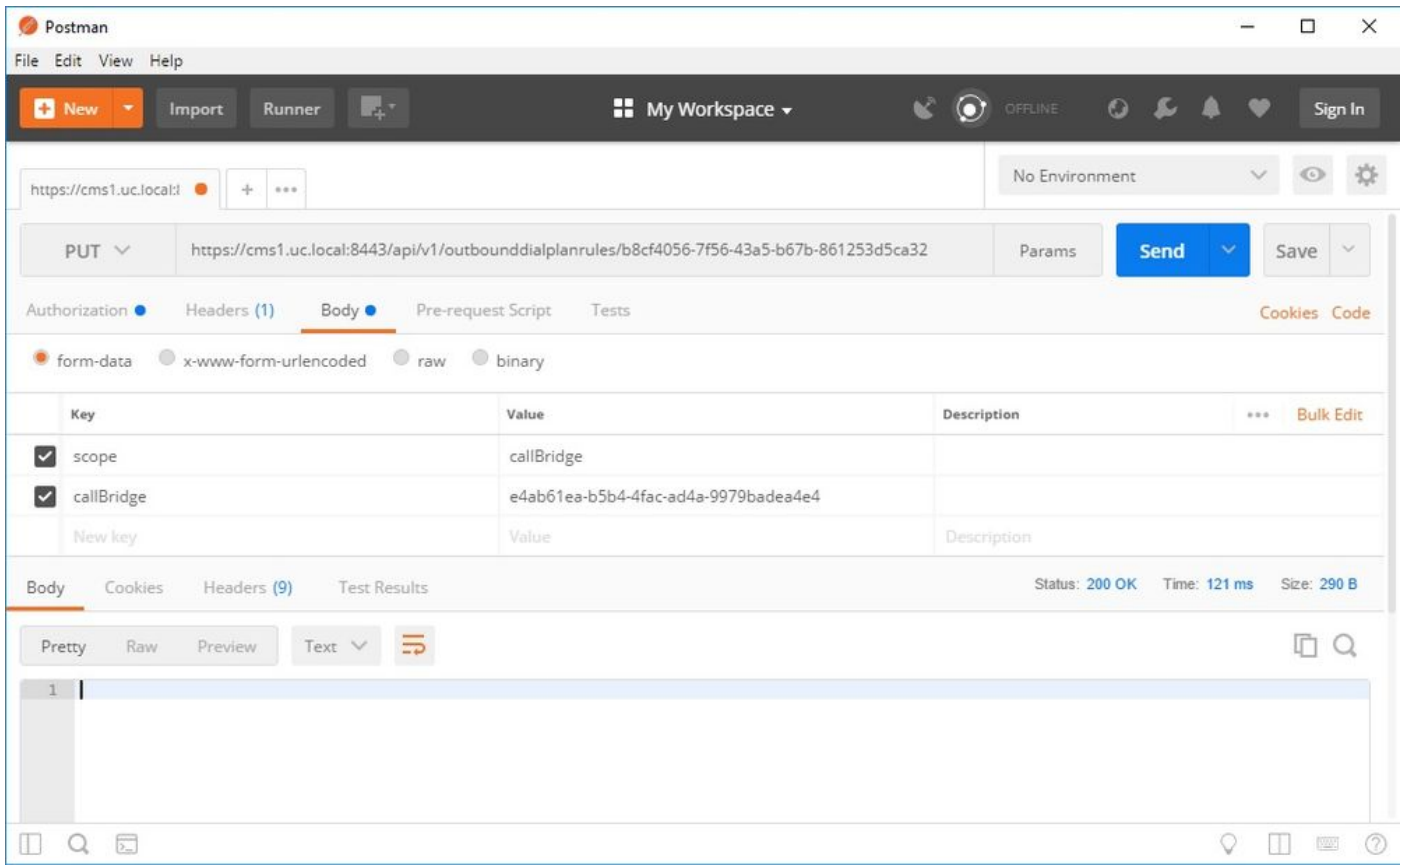 Postman
File Edit View Help
New Import Runner My Workspace OFFLINE Sign In
https://cms1.uc.local:l No Environment
PUT https://cms1.uc.local:8443/api/v1/outbounddialplanrules/b8cf4056-7f56-43a5-b67b-861253d5ca32 Params Send Save
Authorization Headers (1) Body Pre-request Script Tests Cookies Code
form-data x-www-form-urlencoded raw binary
Key Value Description Bulk Edit
scope callBridge
callBridge e4ab61ea-b5b4-4fac-ad4a-9979badea4e4
New key Value Description
Body Cookies Headers (9) Test Results Status: 200 OK Time: 121 ms Size: 290 B
Pretty Raw Preview Text
1